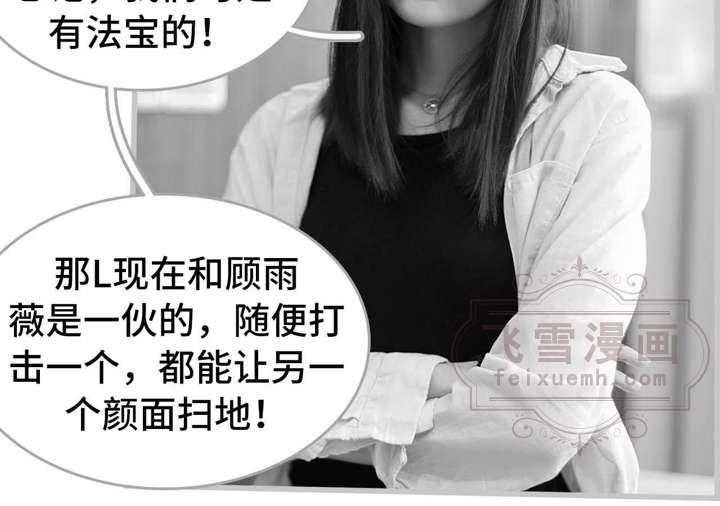 有法宝的！
那L现在和顾雨
薇是一伙的，随便打
击一个，都能让另一
个颜面扫地！
飞雪漫画
feixuemh.com